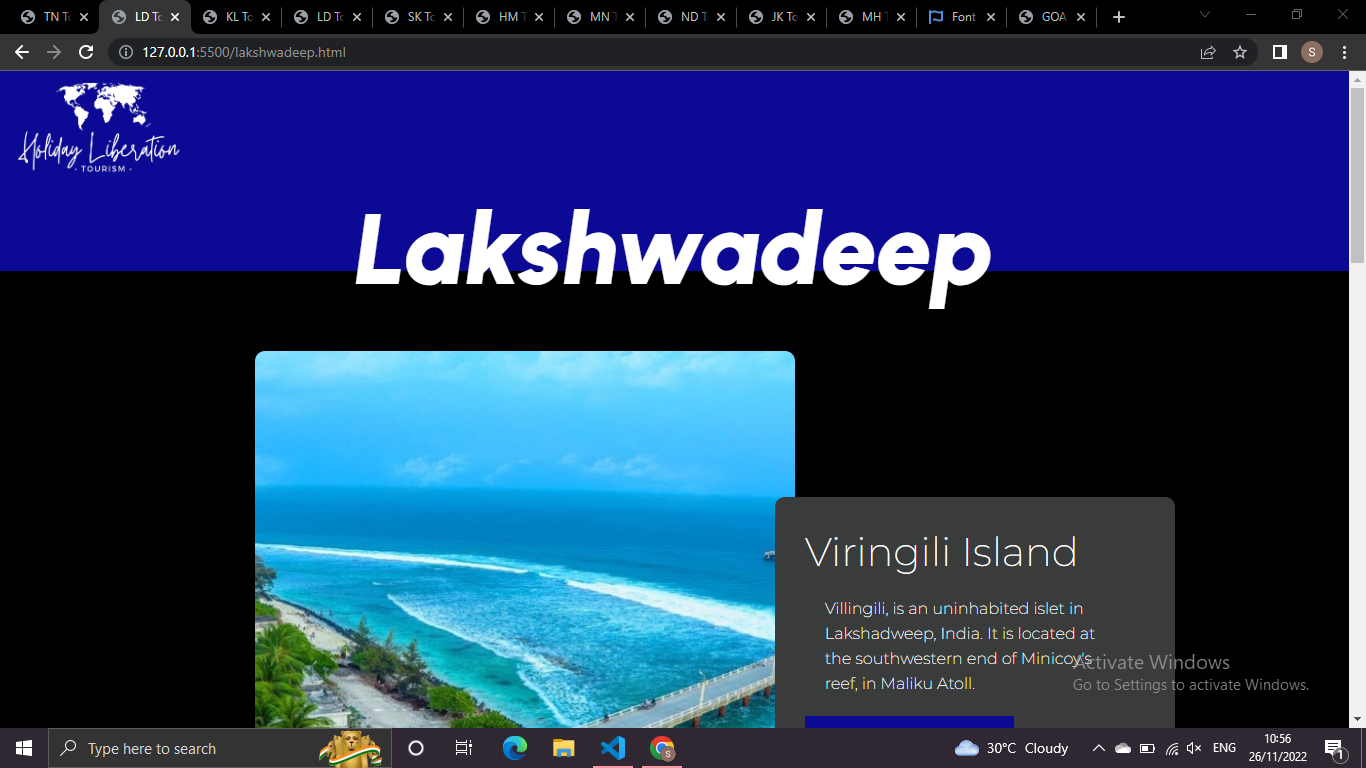 TN To
LD To
KL To
LD To
SK To
HM T
MN T
ND T
JK To
MH T
Font
GOA
127.0.0.1:5500/lakshwadeep.html
S
Holiday Liberation
· TOURISM ·
Lakshwadeep
Viringili Island
Villingili, is an uninhabited islet in
Lakshadweep, India. It is located at
the southwestern end of Minicoy's
reef, in Maliku Atoll.
Activate Windows
Go to Settings to activate Windows.
Type here to search
S
30°C Cloudy
ENG
10:56
26/11/2022
1